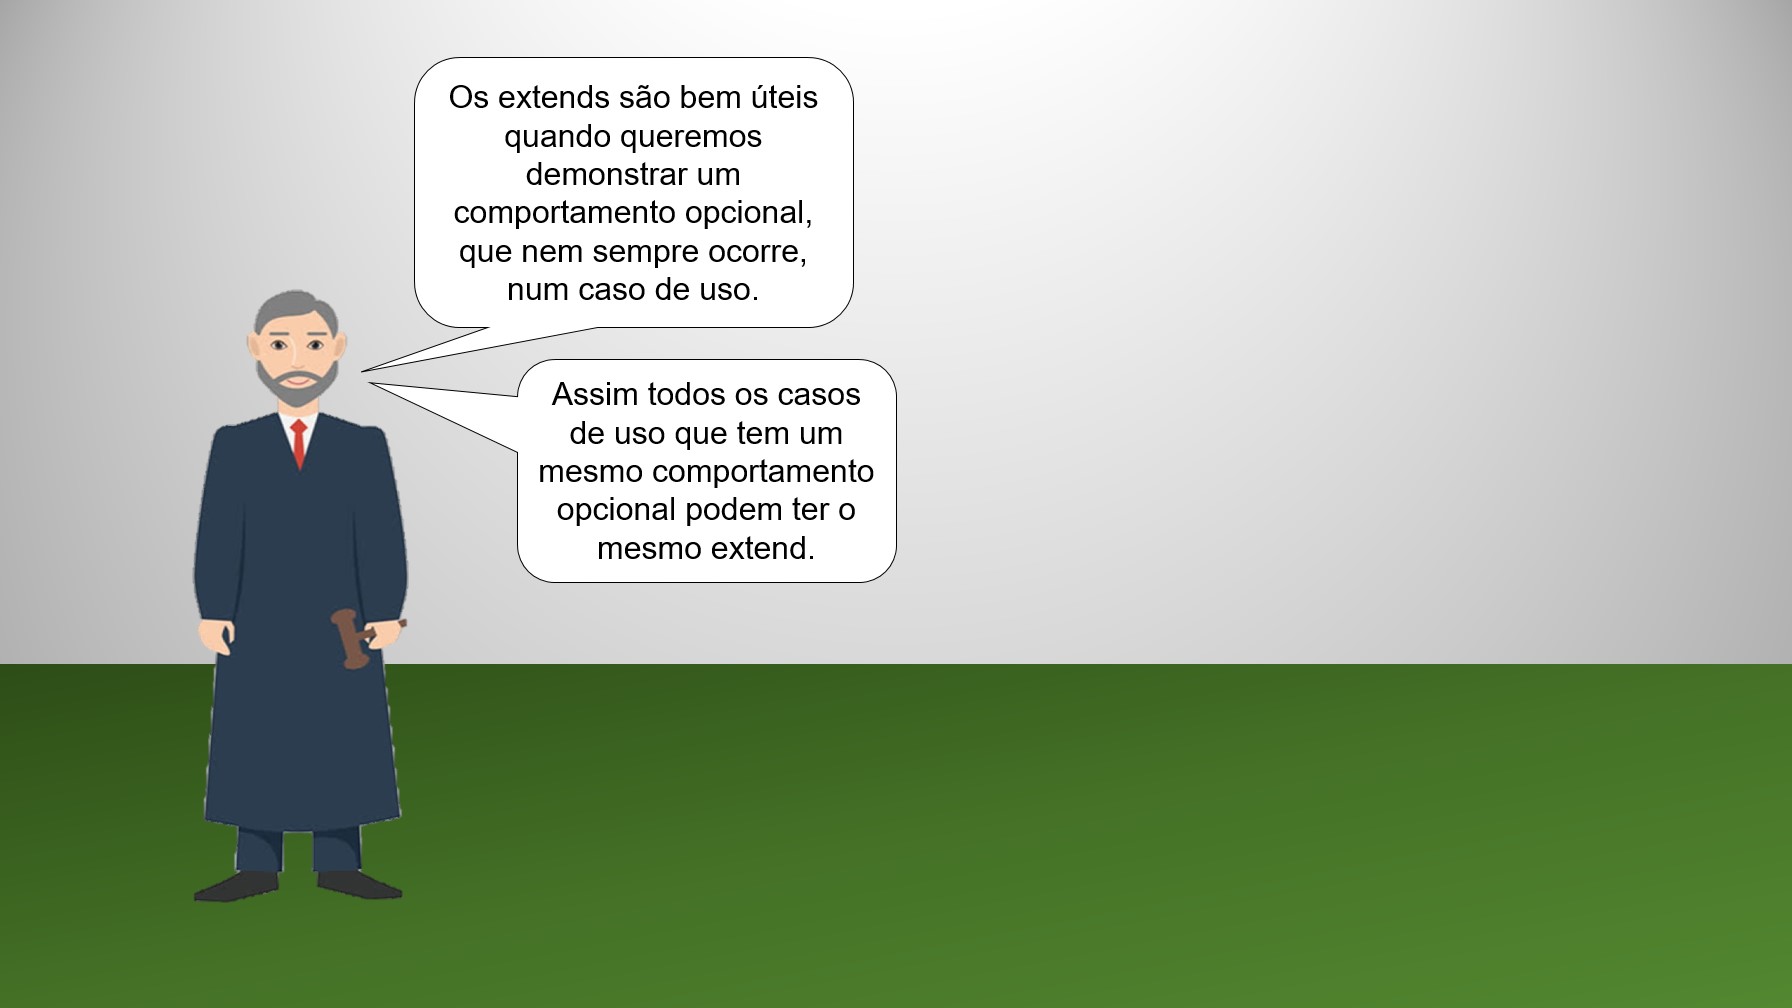 Os extends são bem úteis
quando queremos
demonstrar um
comportamento opcional,
que nem sempre ocorre,
num caso de uso.
Assim todos os casos
de uso que tem um
mesmo comportamento
opcional podem ter o
mesmo extend.